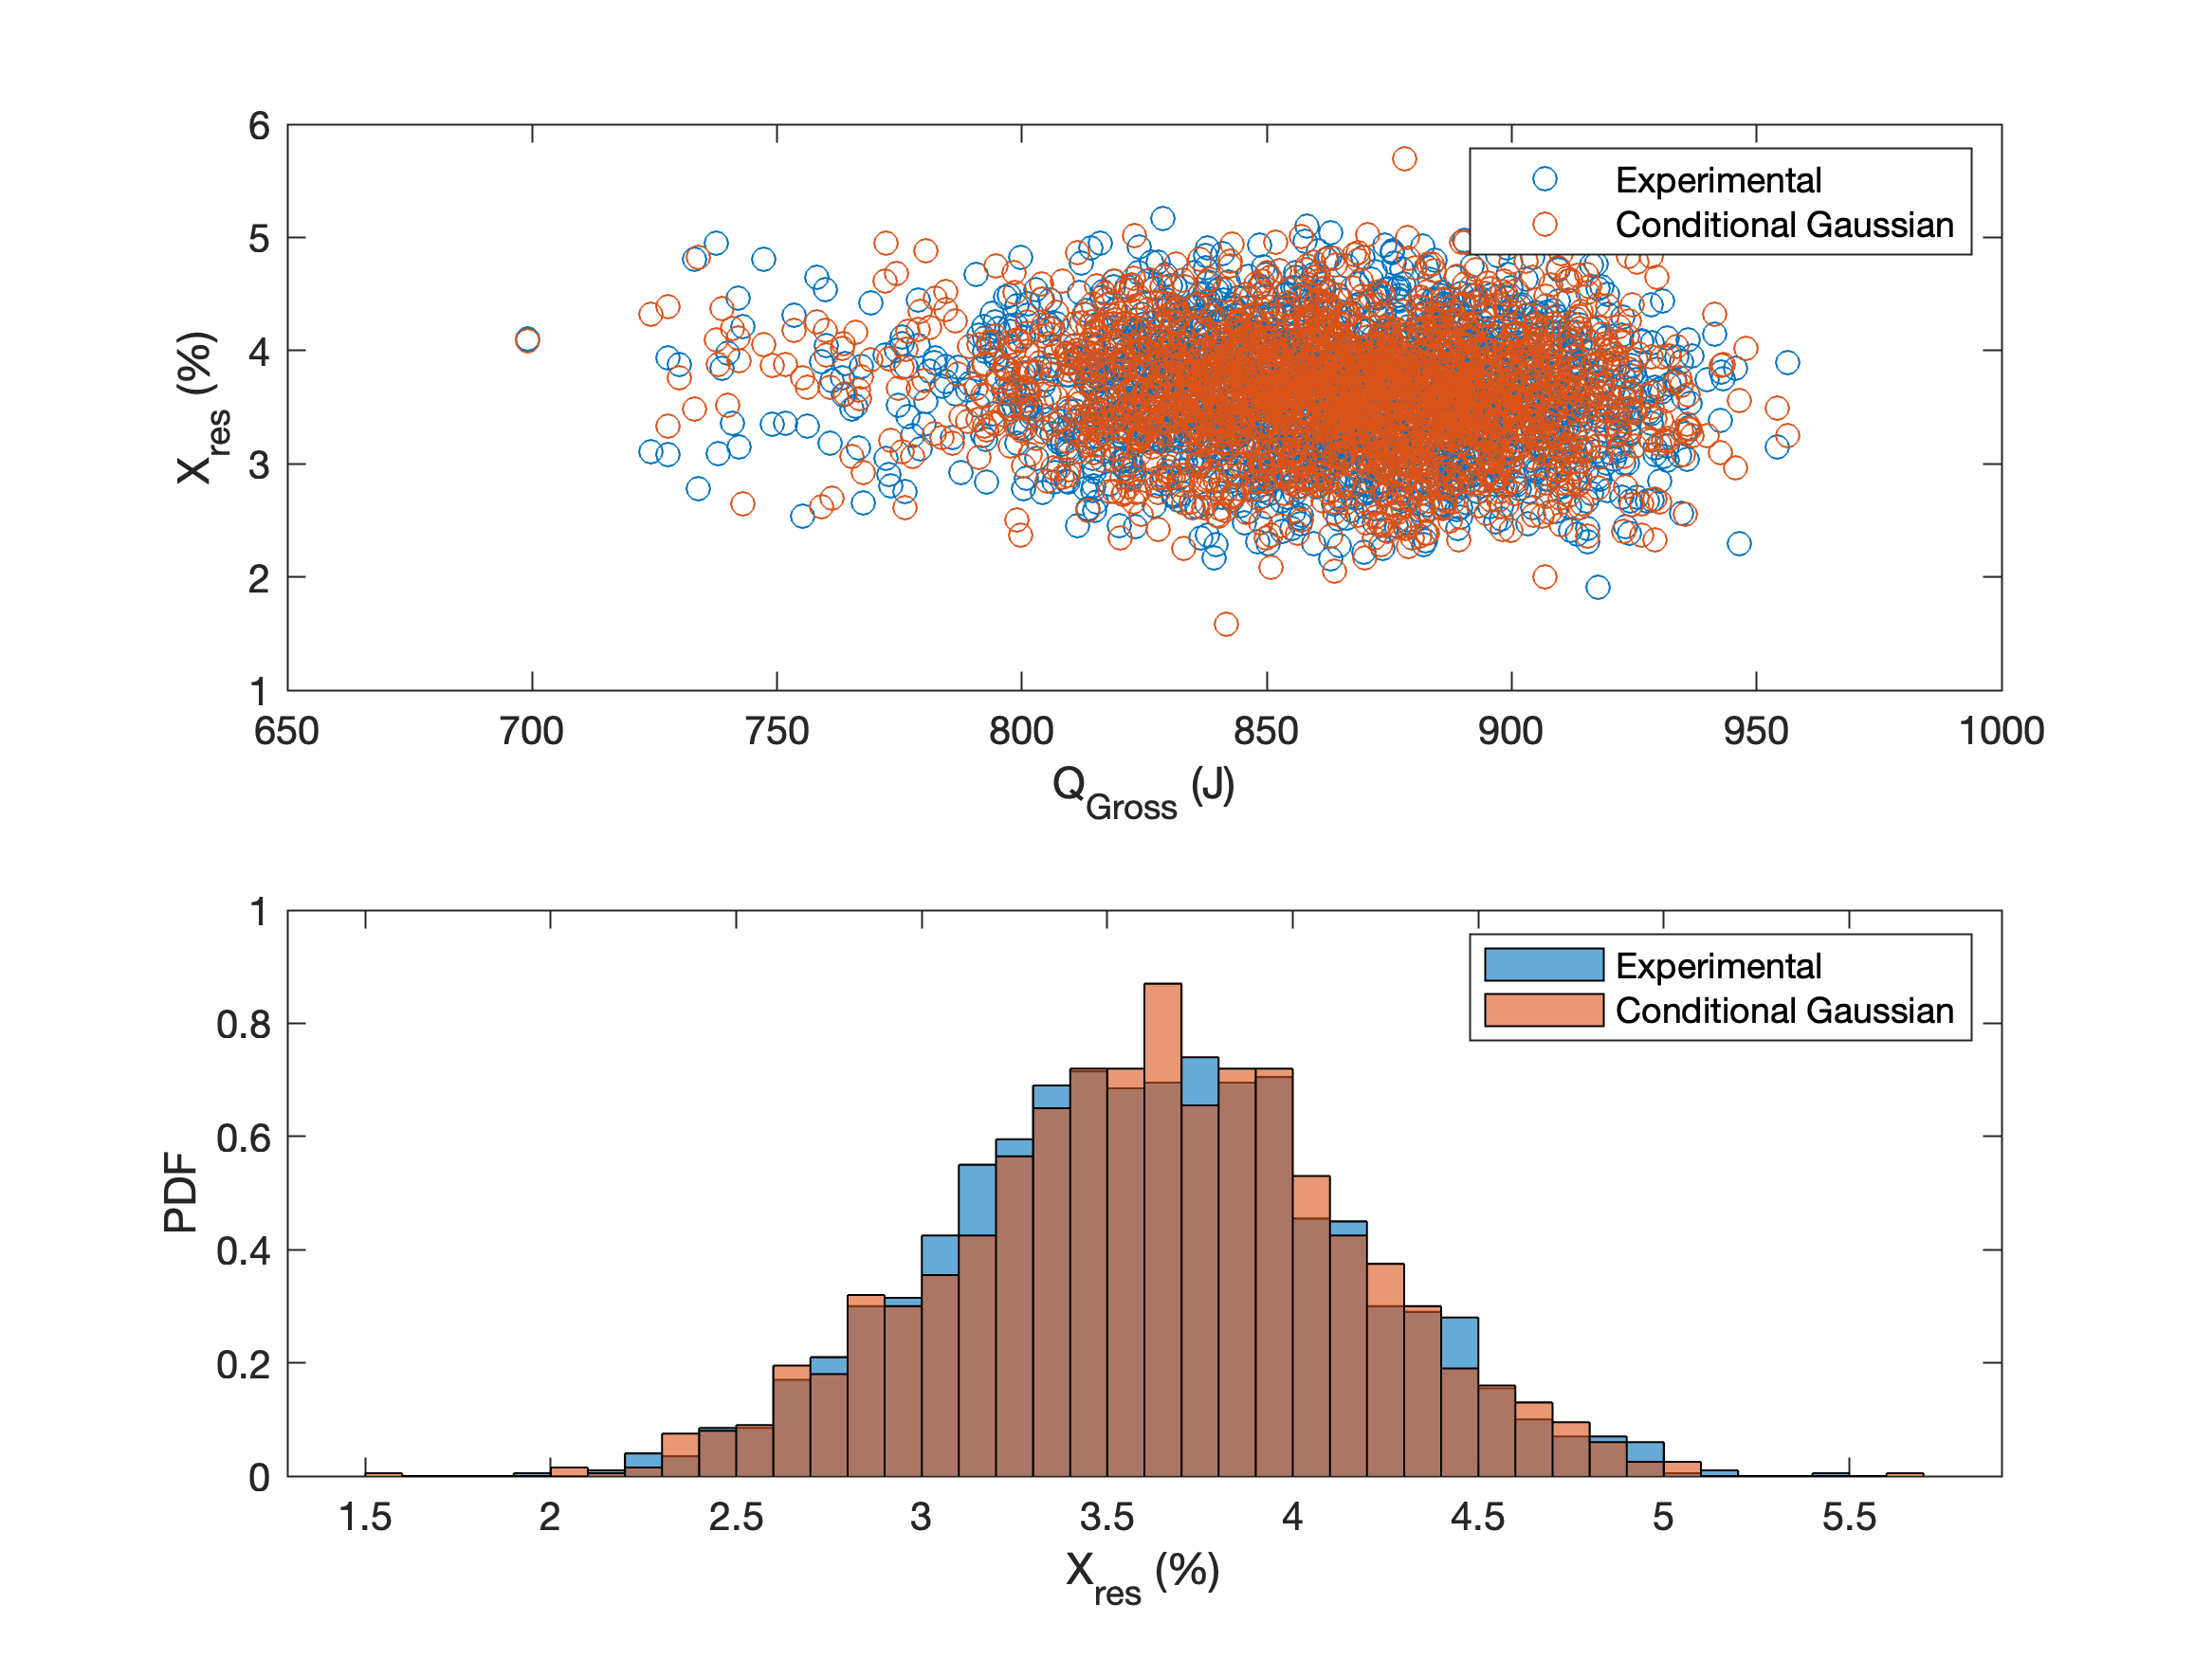 6
5
4
3
2
1
X_res (%)
Experimental
Conditional Gaussian
650 700 750 800 850 900 950 1000
Q_Gross (J)
1
0.8
0.6
0.4
0.2
0
PDF
Experimental
Conditional Gaussian
1.5 2 2.5 3 3.5 4 4.5 5 5.5
X_res (%)